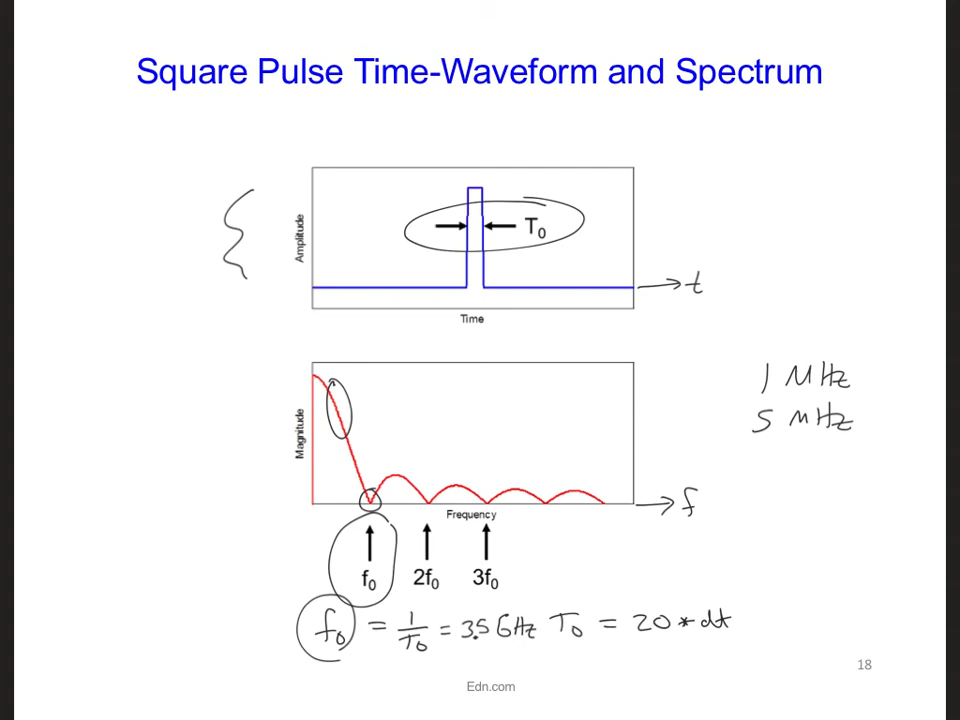 Square Pulse Time-Waveform and Spectrum
Amplitude
T₀
t
Time
1 MHz
5 MHz
Magnitude
f
Frequency
f₀ 2f₀ 3f₀
f₀ = 1/T₀ = 3.5 GHz T₀ = 20 * dt
18
Edn.com